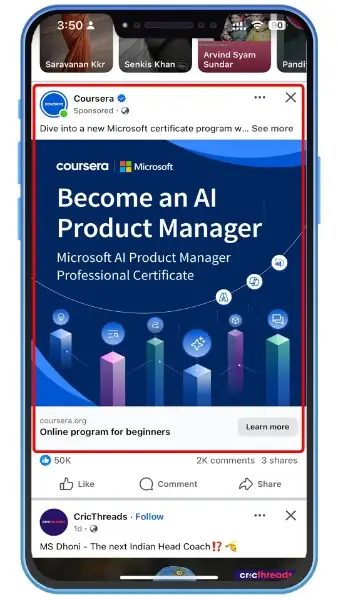 3:50
Saravanan Kkr
Senkis Khan
Arvind Syam
Sundar
Pandi
Coursera
Sponsored ·
Dive into a new Microsoft certificate program w... See more
coursera | Microsoft
Become an AI
Product Manager
Microsoft AI Product Manager
Professional Certificate
coursera.org
Online program for beginners
Learn more
50K
2K comments 3 shares
Like
Comment
Share
CricThreads · Follow
1d ·
MS Dhoni - The next Indian Head Coach⁉️
cricthreads